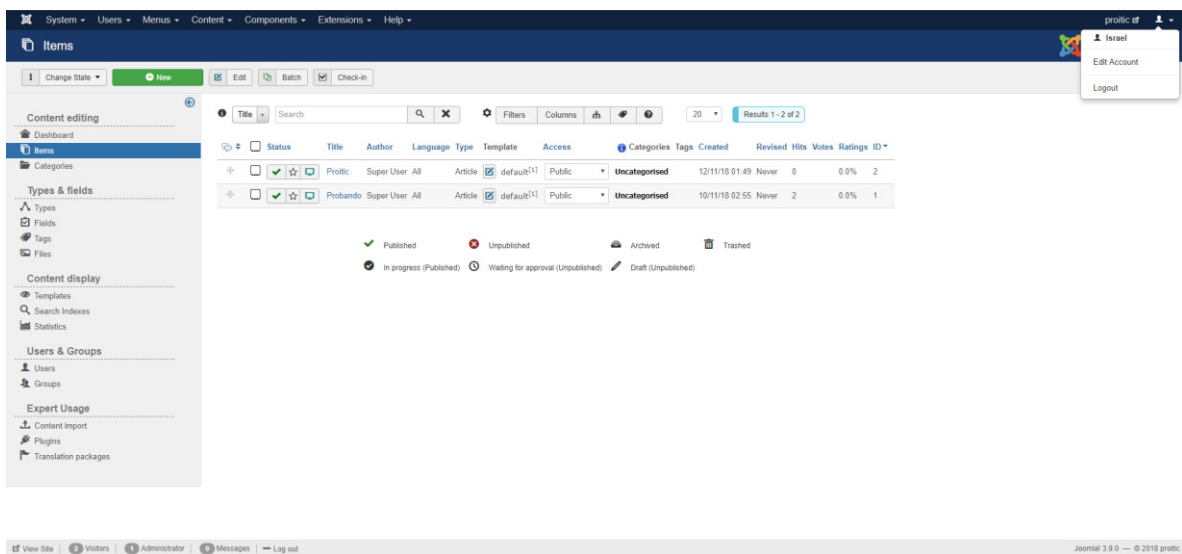 System Users Menus Content Components Extensions Help proitic
Items
Israel
Edit Account
Logout
Change State New Edit Batch Check-in
Content editing
Dashboard
Items
Categories
Types & fields
Types
Fields
Tags
Files
Content display
Templates
Search Indexes
Statistics
Users & Groups
Users
Groups
Expert Usage
Content import
Plugins
Translation packages
Title Search Filters Columns 20 Results 1 - 2 of 2
Status Title Author Language Type Template Access Categories Tags Created Revised Hits Votes Ratings ID
Proitic Super User All Article default[1] Public Uncategorised 12/11/18 01:49 Never 0 0.0% 2
Probando Super User All Article default[1] Public Uncategorised 10/11/18 02:55 Never 2 0.0% 1
Published Unpublished Archived Trashed
In progress (Published) Waiting for approval (Unpublished) Draft (Unpublished)
View Site 2 Visitors 1 Administrator 0 Messages Log out Joomla! 3.9.0 — © 2018 proitic